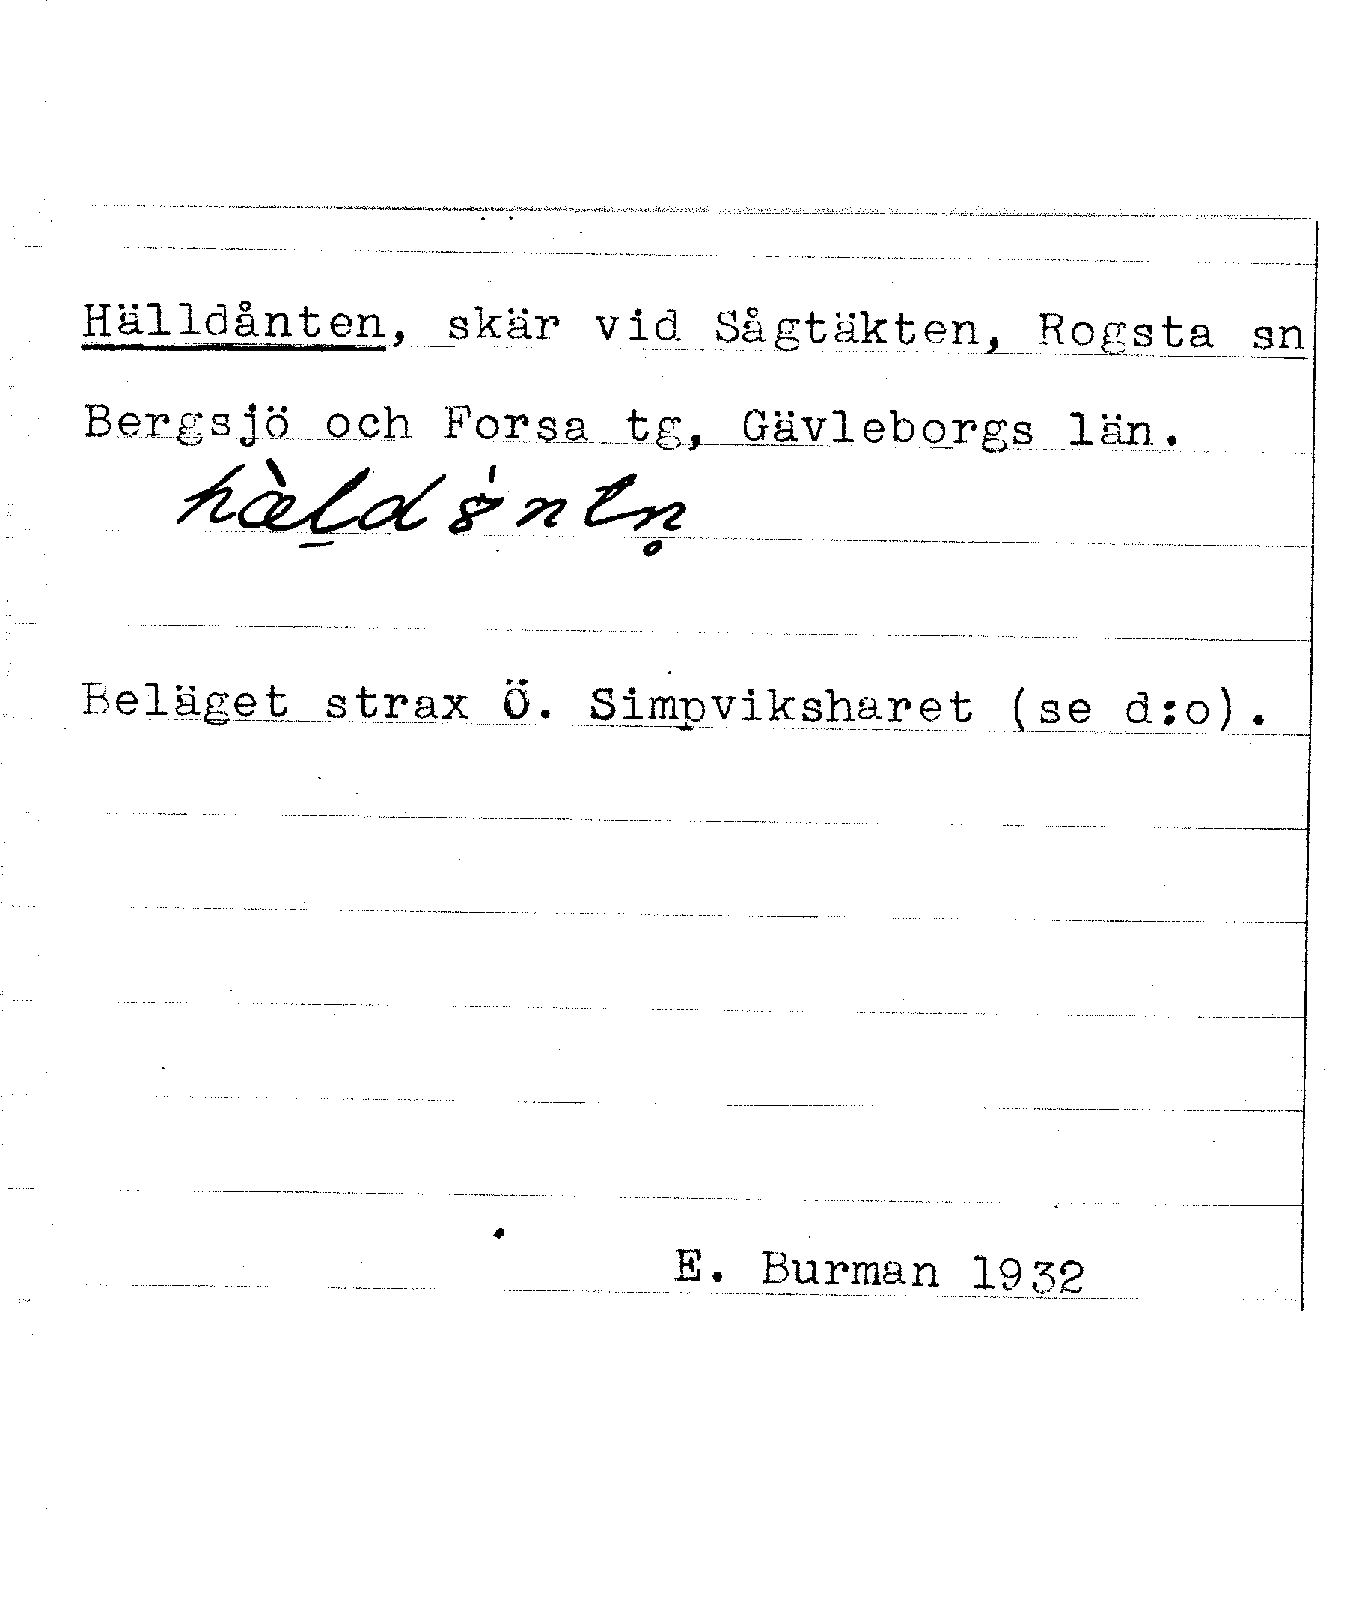 Hälldånten, skär vid Sågtäkten, Rogsta sn
Bergsjö och Forsa tg, Gävleborgs län.
Beläget strax Ö. Simpviksharet (se d:o).
E. Burman 1932